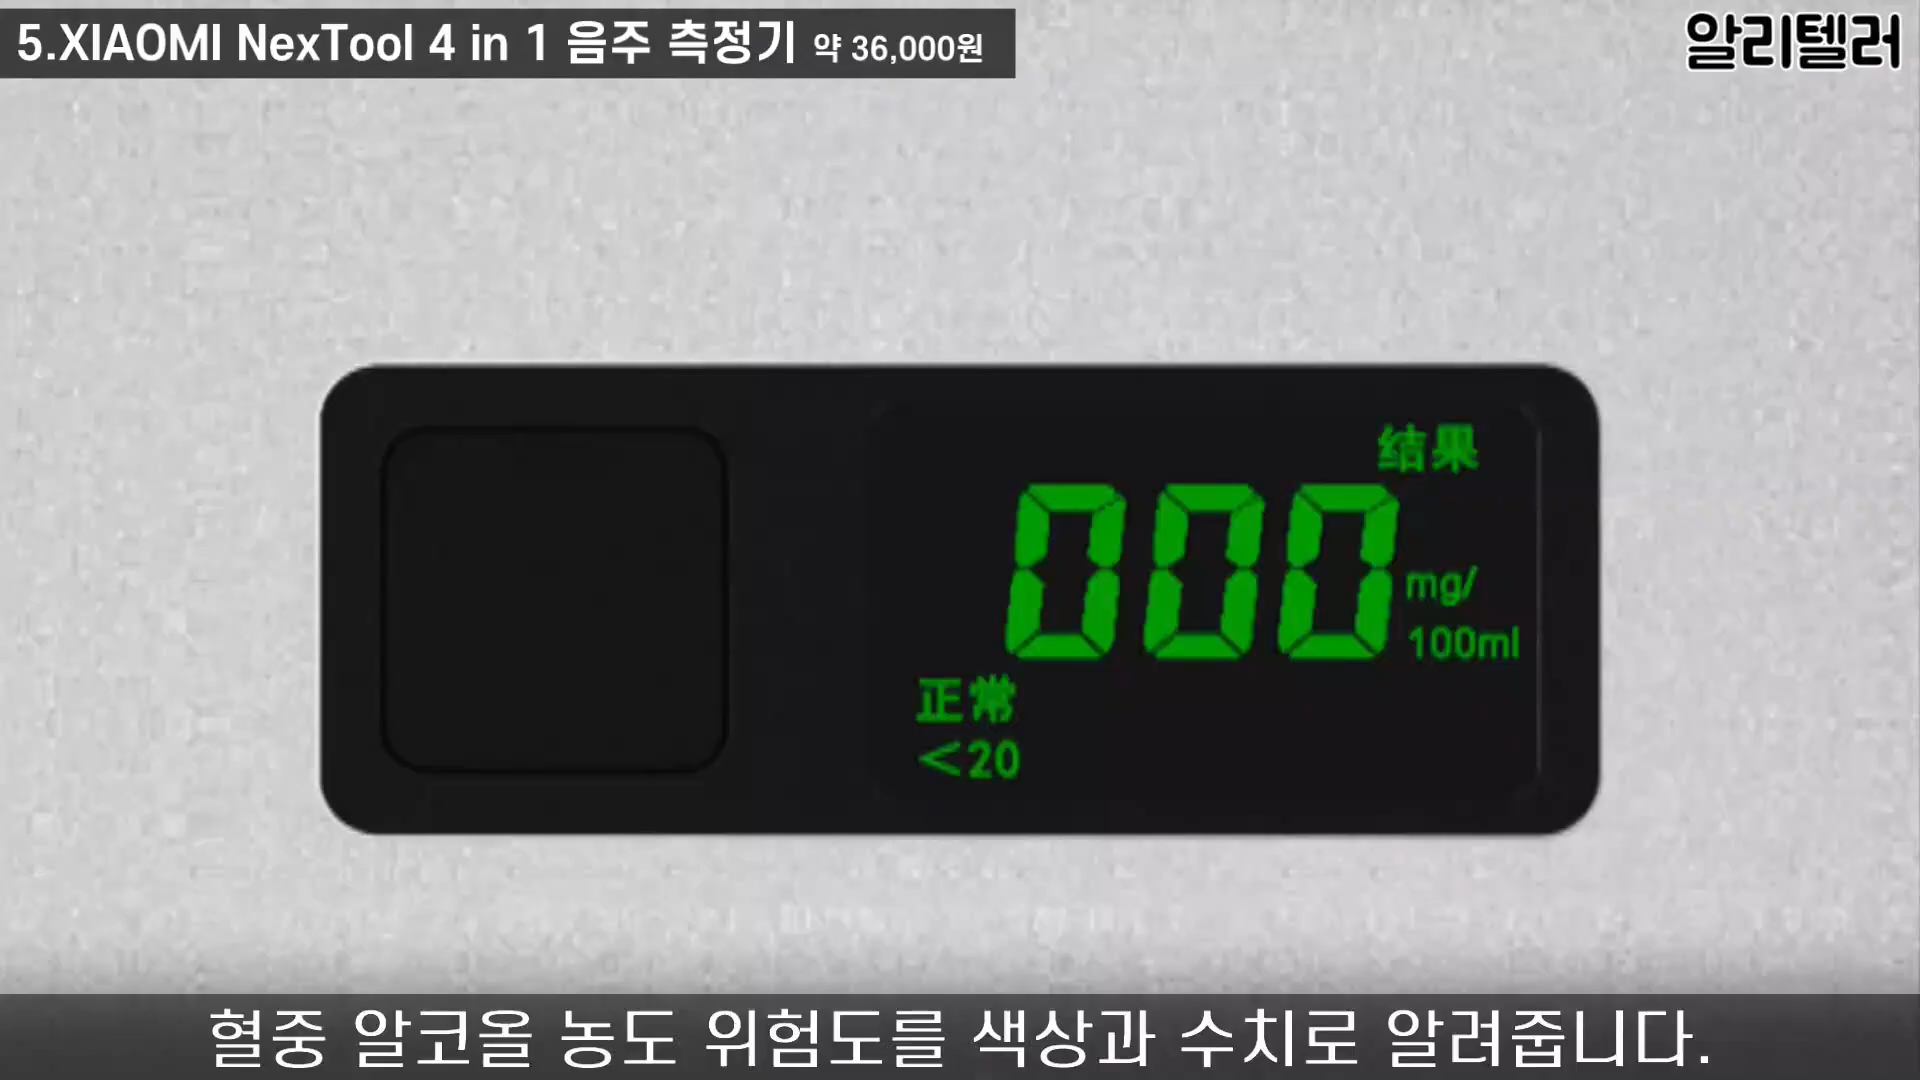 5.XIAOMI NexTool 4 in 1 음주 측정기 약 36,000원
알리텔러
结果
000 mg/
100ml
正常
<20
혈중 알코올 농도 위험도를 색상과 수치로 알려줍니다.